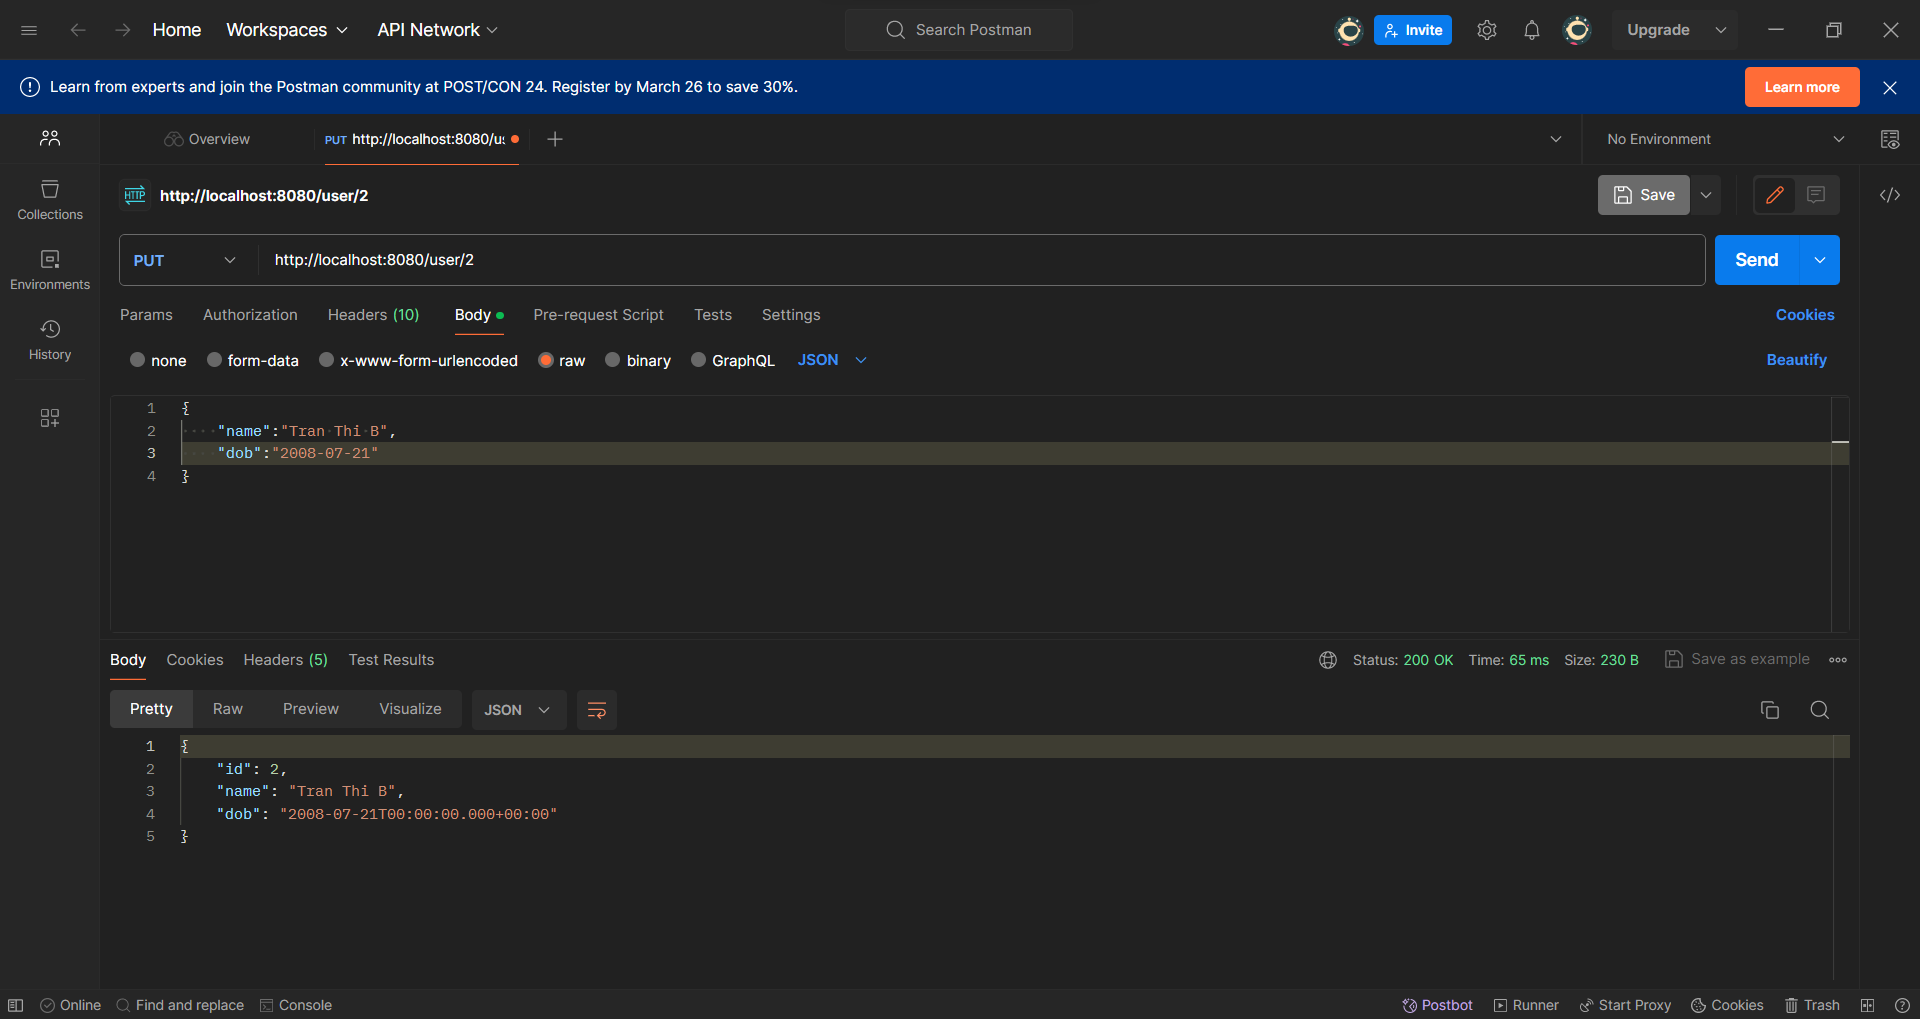 Home Workspaces API Network Search Postman Invite Upgrade
Learn from experts and join the Postman community at POST/CON 24. Register by March 26 to save 30%. Learn more
Overview PUT http://localhost:8080/us No Environment
HTTP http://localhost:8080/user/2 Save
Collections
Environments
History
PUT http://localhost:8080/user/2 Send
Params Authorization Headers (10) Body Pre-request Script Tests Settings Cookies
none form-data x-www-form-urlencoded raw binary GraphQL JSON Beautify
1 {
2 "name":"Tran Thi B",
3 "dob":"2008-07-21"
4 }
Body Cookies Headers (5) Test Results Status: 200 OK Time: 65 ms Size: 230 B Save as example
Pretty Raw Preview Visualize JSON
1 {
2 "id": 2,
3 "name": "Tran Thi B",
4 "dob": "2008-07-21T00:00:00.000+00:00"
5 }
Online Find and replace Console Postbot Runner Start Proxy Cookies Trash